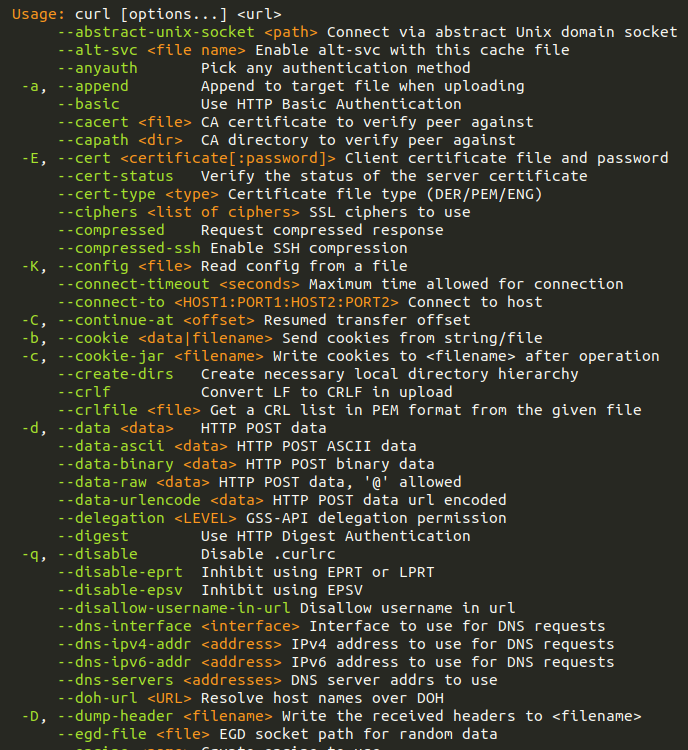 Usage: curl [options...] <url>
--abstract-unix-socket <path> Connect via abstract Unix domain socket
--alt-svc <file name> Enable alt-svc with this cache file
--anyauth Pick any authentication method
-a, --append Append to target file when uploading
--basic Use HTTP Basic Authentication
--cacert <file> CA certificate to verify peer against
--capath <dir> CA directory to verify peer against
-E, --cert <certificate[:password]> Client certificate file and password
--cert-status Verify the status of the server certificate
--cert-type <type> Certificate file type (DER/PEM/ENG)
--ciphers <list of ciphers> SSL ciphers to use
--compressed Request compressed response
--compressed-ssh Enable SSH compression
-K, --config <file> Read config from a file
--connect-timeout <seconds> Maximum time allowed for connection
--connect-to <HOST1:PORT1:HOST2:PORT2> Connect to host
-C, --continue-at <offset> Resumed transfer offset
-b, --cookie <data|filename> Send cookies from string/file
-c, --cookie-jar <filename> Write cookies to <filename> after operation
--create-dirs Create necessary local directory hierarchy
--crlf Convert LF to CRLF in upload
--crlfile <file> Get a CRL list in PEM format from the given file
-d, --data <data> HTTP POST data
--data-ascii <data> HTTP POST ASCII data
--data-binary <data> HTTP POST binary data
--data-raw <data> HTTP POST data, '@' allowed
--data-urlencode <data> HTTP POST data url encoded
--delegation <LEVEL> GSS-API delegation permission
--digest Use HTTP Digest Authentication
-q, --disable Disable .curlrc
--disable-eprt Inhibit using EPRT or LPRT
--disable-epsv Inhibit using EPSV
--disallow-username-in-url Disallow username in url
--dns-interface <interface> Interface to use for DNS requests
--dns-ipv4-addr <address> IPv4 address to use for DNS requests
--dns-ipv6-addr <address> IPv6 address to use for DNS requests
--dns-servers <addresses> DNS server addrs to use
--doh-url <URL> Resolve host names over DOH
-D, --dump-header <filename> Write the received headers to <filename>
--egd-file <file> EGD socket path for random data